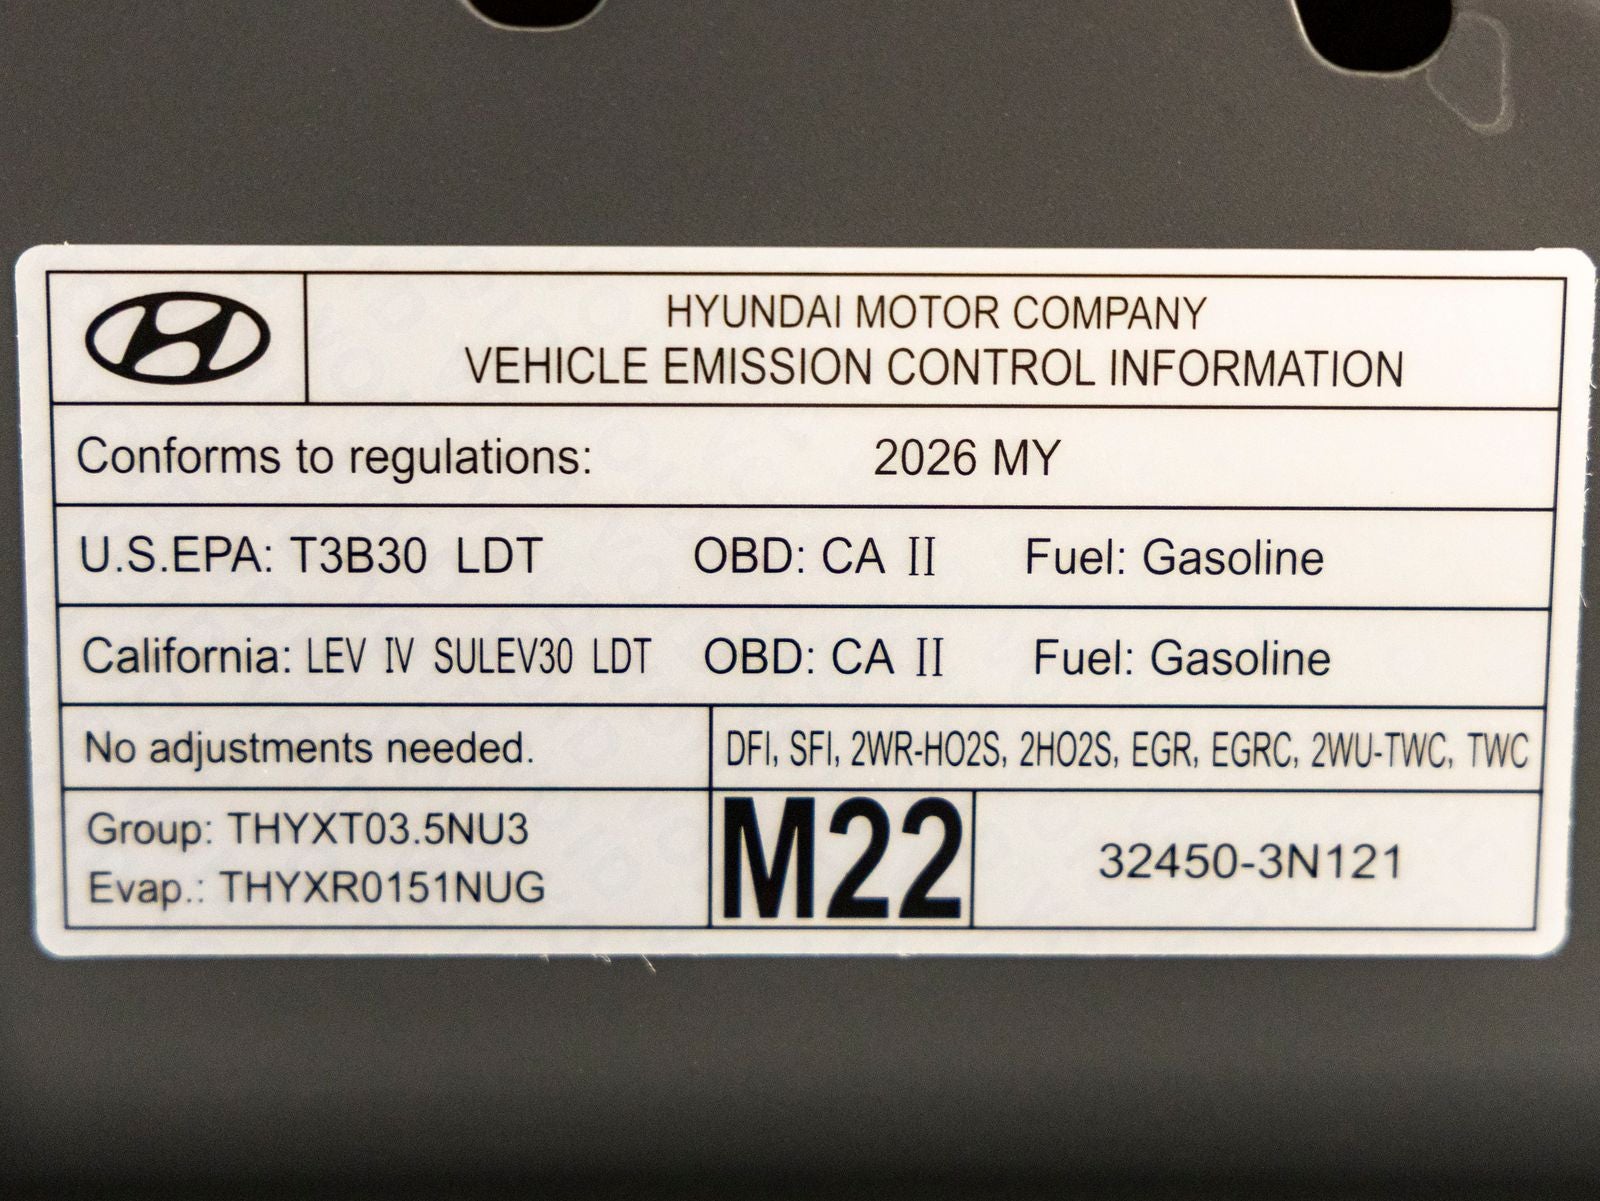 HYUNDAI MOTOR COMPANY
VEHICLE EMISSION CONTROL INFORMATION
Conforms to regulations: 2026 MY
U.S.EPA: T3B30 LDT OBD: CA II Fuel: Gasoline
California: LEV IV SULEV30 LDT OBD: CA II Fuel: Gasoline
No adjustments needed. DFI, SFI, 2WR-HO2S, 2HO2S, EGR, EGRC, 2WU-TWC, TWC
Group: THYXT03.5NU3
Evap.: THYXR0151NUG
M22
32450-3N121